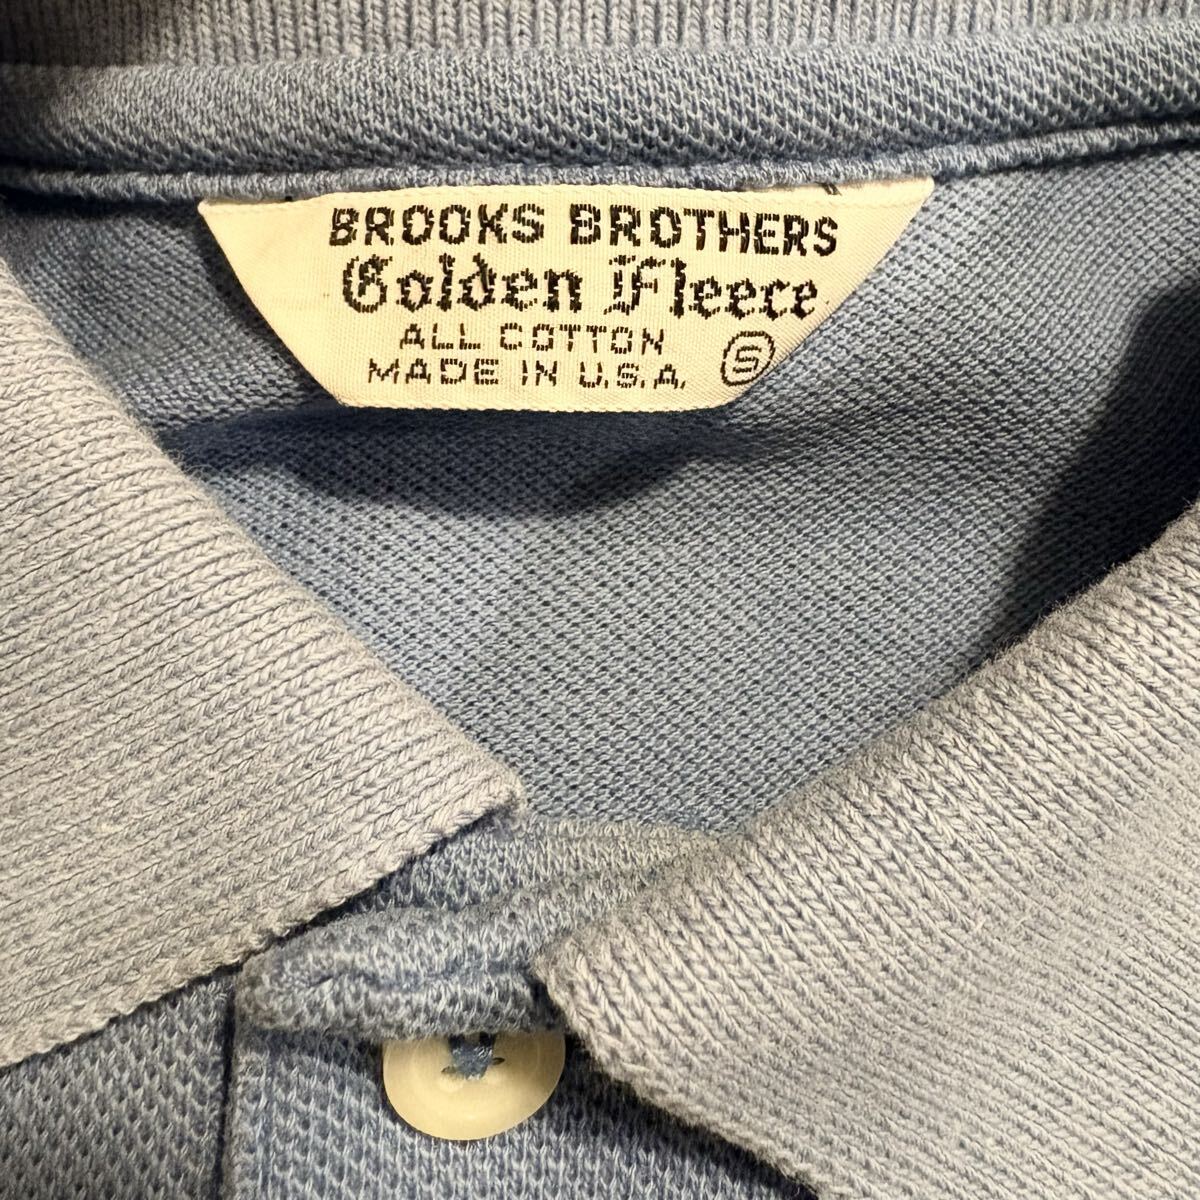 BROOKS BROTHERS
Golden Fleece
ALL COTTON
MADE IN U.S.A. S